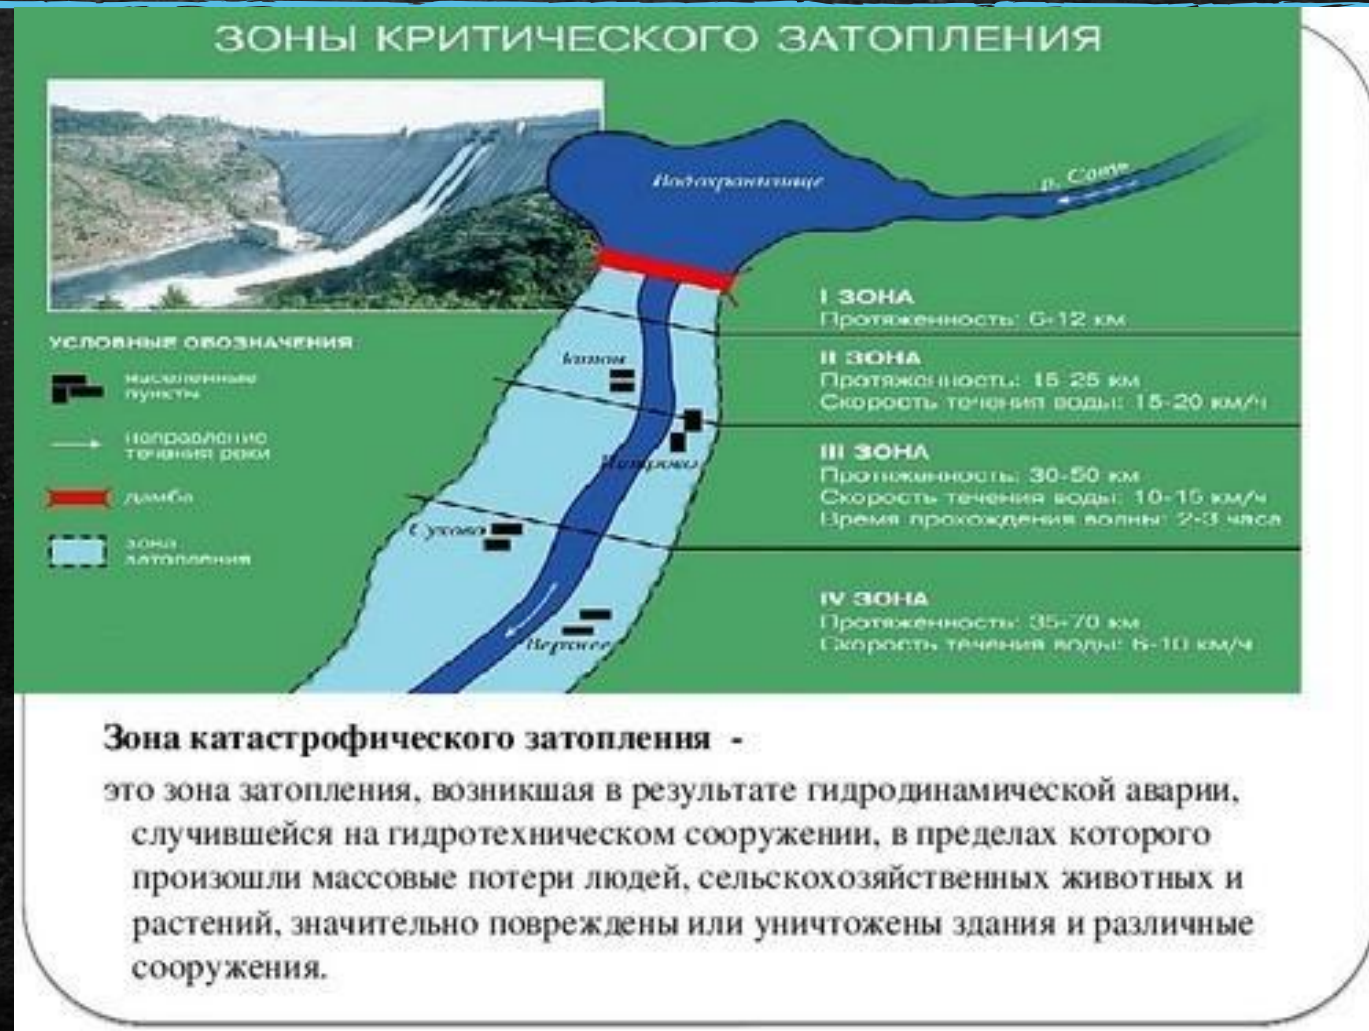 ЗОНЫ КРИТИЧЕСКОГО ЗАТОПЛЕНИЯ
Водохранилище
р. Сать
I ЗОНА
Протяженность: 6-12 км
II ЗОНА
Протяженность: 15-25 км
Скорость течения воды: 15-20 км/ч
III ЗОНА
Протяженность: 30-50 км
Скорость течения воды: 10-15 км/ч
Время прохождения волны: 2-3 часа
IV ЗОНА
Протяженность: 35-70 км
Скорость течения воды: 6-10 км/ч
УСЛОВНЫЕ ОБОЗНАЧЕНИЯ
населенные
пункты
направление
течения реки
дамба
зона
затопления
Сухово
Верхнее
Зона катастрофического затопления -
это зона затопления, возникшая в результате гидродинамической аварии,
случившейся на гидротехническом сооружении, в пределах которого
произошли массовые потери людей, сельскохозяйственных животных и
растений, значительно повреждены или уничтожены здания и различные
сооружения.